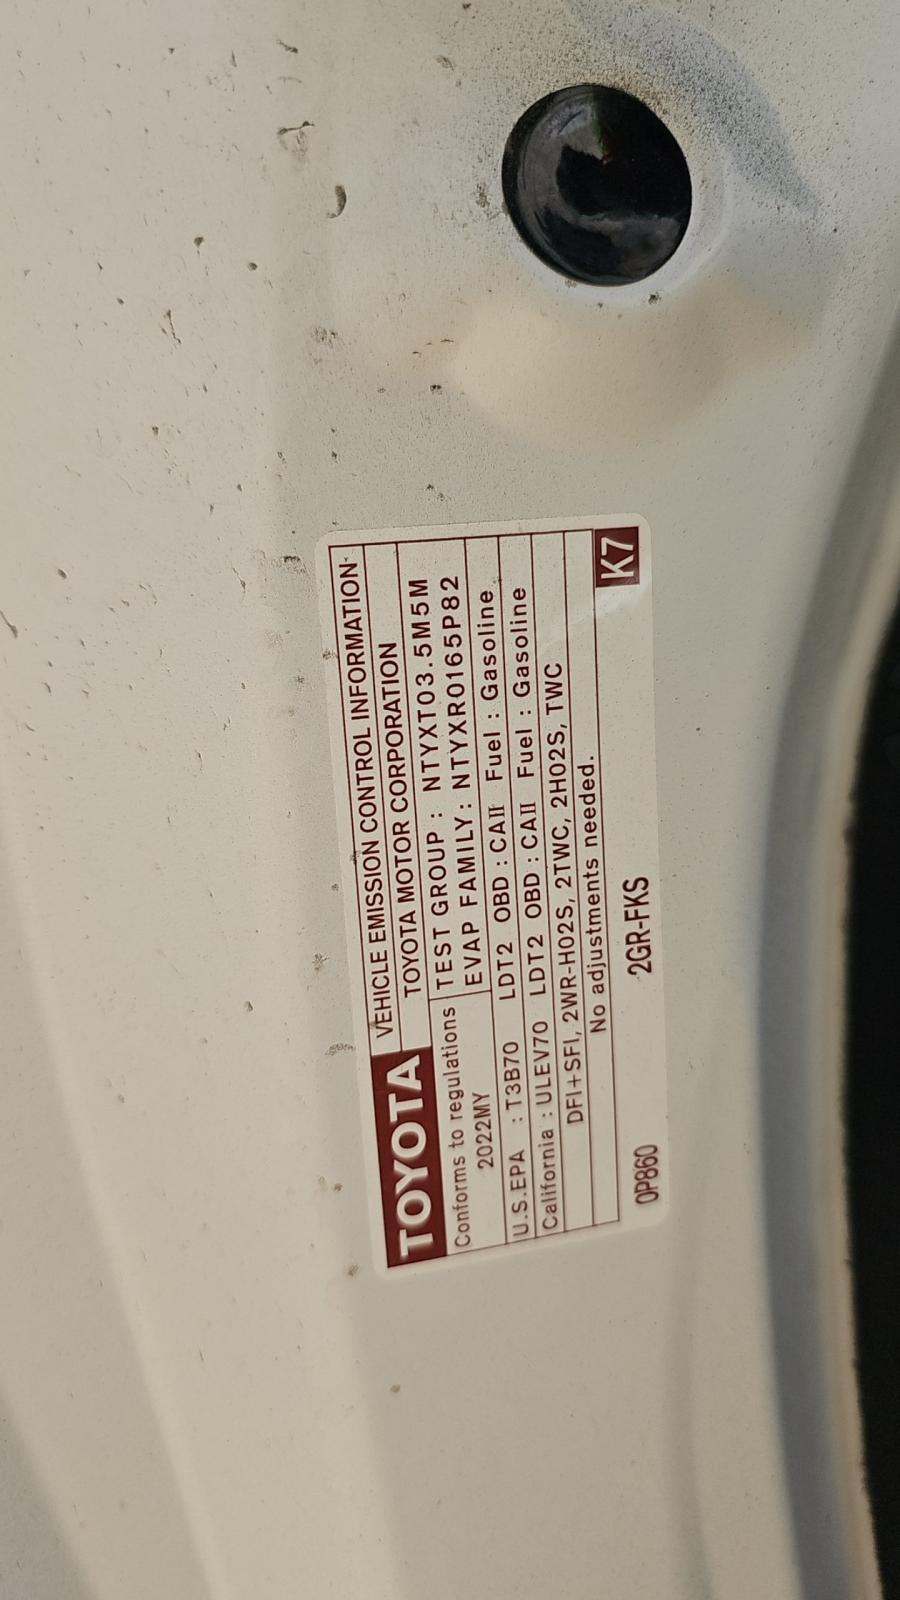 TOYOTA VEHICLE EMISSION CONTROL INFORMATION
TOYOTA MOTOR CORPORATION
Conforms to regulations TEST GROUP : NTYXT03.5M5M
2022MY EVAP FAMILY : NTYXR0165P82
U.S.EPA : T3B70 LDT2 OBD : CAII Fuel : Gasoline
California : ULEV70 LDT2 OBD : CAII Fuel : Gasoline
DFI+SFI, 2WR-HO2S, 2TWC, 2HO2S, TWC
No adjustments needed.
0P860 2GR-FKS K7